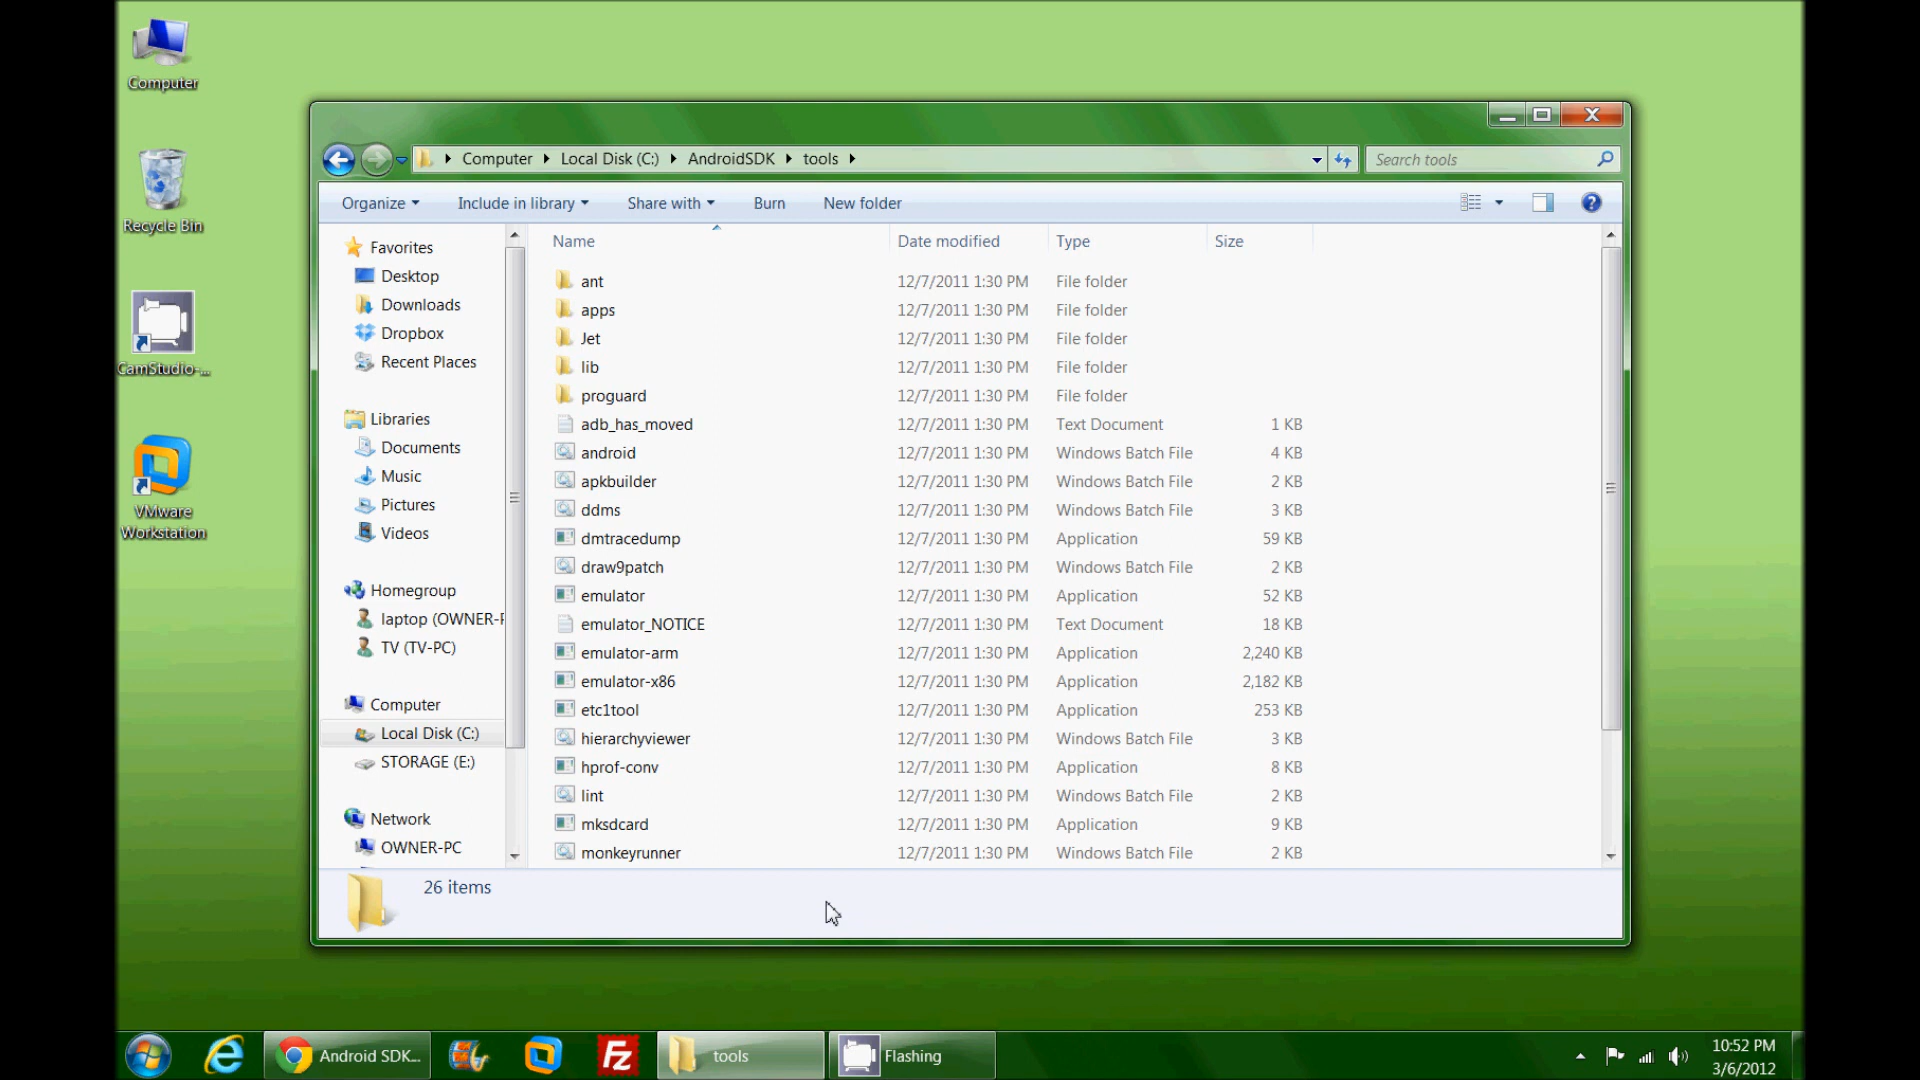 Computer
Recycle Bin
CamStudio-...
VMware
Workstation
Computer Local Disk (C:) AndroidSDK tools
Search tools
Organize Include in library Share with Burn New folder
Favorites
Desktop
Downloads
Dropbox
Recent Places
Libraries
Documents
Music
Pictures
Videos
Homegroup
laptop (OWNER-
TV (TV-PC)
Computer
Local Disk (C:)
STORAGE (E:)
Network
OWNER-PC
Name Date modified Type Size
ant 12/7/2011 1:30 PM File folder
apps 12/7/2011 1:30 PM File folder
Jet 12/7/2011 1:30 PM File folder
lib 12/7/2011 1:30 PM File folder
proguard 12/7/2011 1:30 PM File folder
adb_has_moved 12/7/2011 1:30 PM Text Document 1 KB
android 12/7/2011 1:30 PM Windows Batch File 4 KB
apkbuilder 12/7/2011 1:30 PM Windows Batch File 2 KB
ddms 12/7/2011 1:30 PM Windows Batch File 3 KB
dmtracedump 12/7/2011 1:30 PM Application 59 KB
draw9patch 12/7/2011 1:30 PM Windows Batch File 2 KB
emulator 12/7/2011 1:30 PM Application 52 KB
emulator_NOTICE 12/7/2011 1:30 PM Text Document 18 KB
emulator-arm 12/7/2011 1:30 PM Application 2,240 KB
emulator-x86 12/7/2011 1:30 PM Application 2,182 KB
etc1tool 12/7/2011 1:30 PM Application 253 KB
hierarchyviewer 12/7/2011 1:30 PM Windows Batch File 3 KB
hprof-conv 12/7/2011 1:30 PM Application 8 KB
lint 12/7/2011 1:30 PM Windows Batch File 2 KB
mksdcard 12/7/2011 1:30 PM Application 9 KB
monkeyrunner 12/7/2011 1:30 PM Windows Batch File 2 KB
26 items
Android SDK...
Fz
tools
Flashing
10:52 PM
3/6/2012